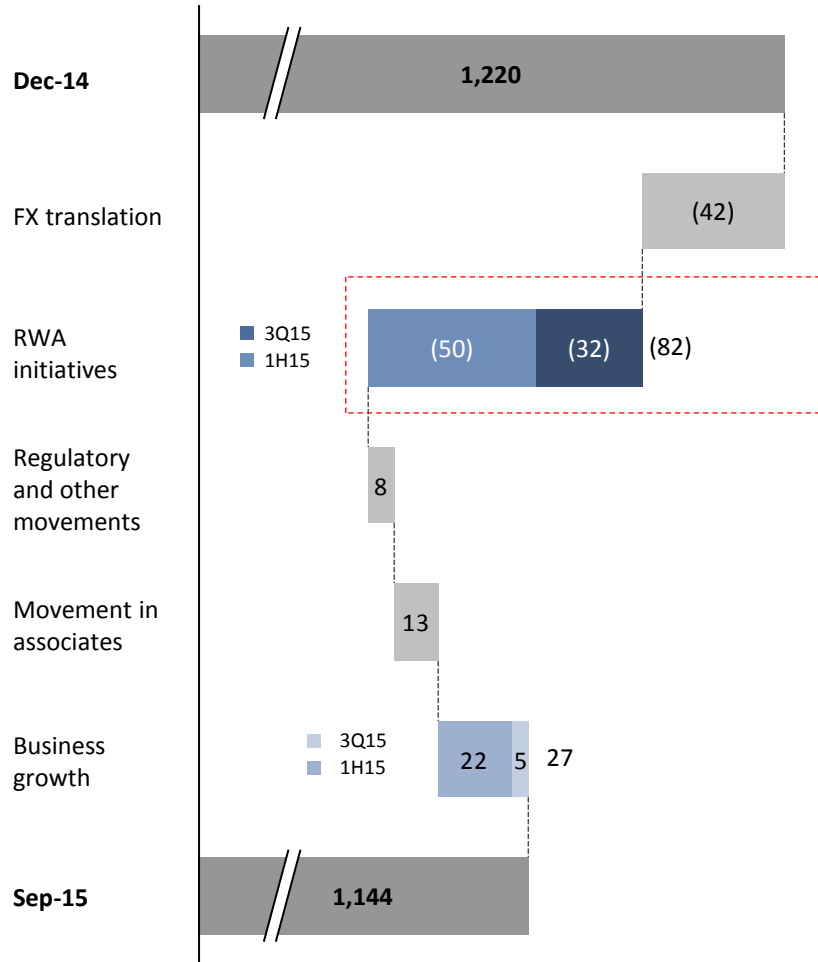 Dec-14
1,220
FX translation
(42)
RWA
initiatives
3Q15
1H15
(50)
(32)
(82)
Regulatory
and other
movements
8
Movement in
associates
13
Business
growth
3Q15
1H15
22
5
27
Sep-15
1,144